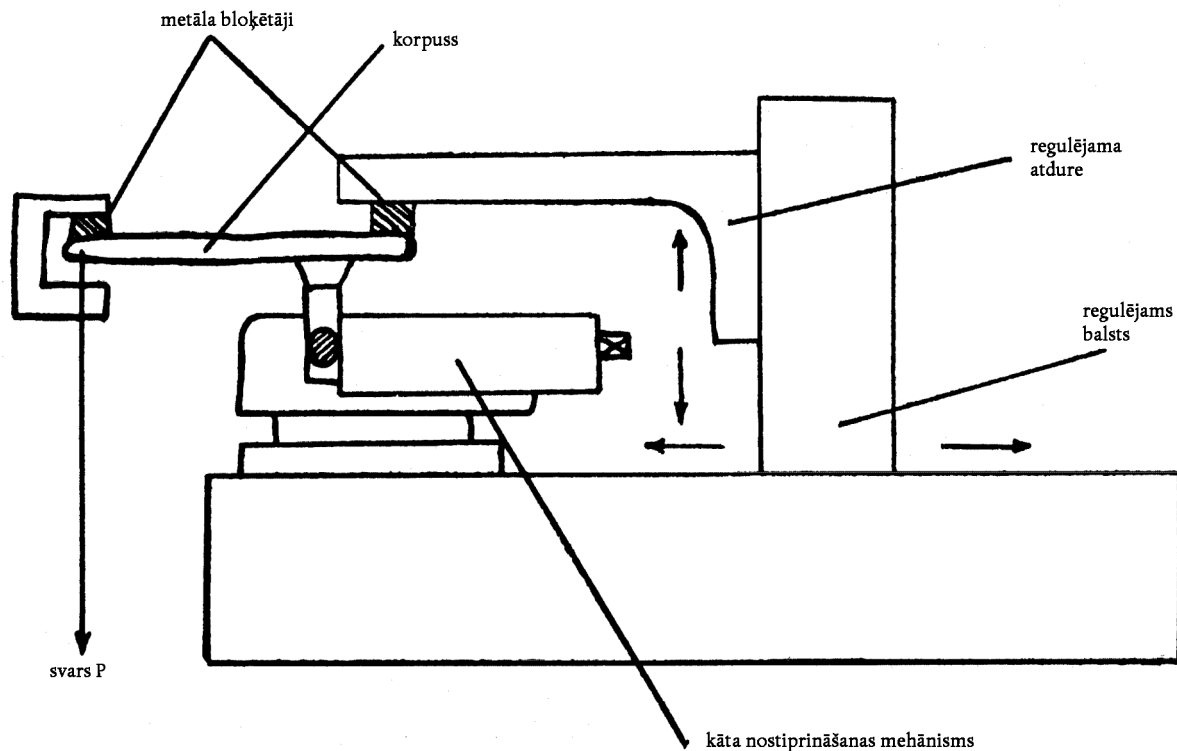 metāla bloķētāji
korpuss
regulējama
atdure
regulējams
balsts
svars P
kāta nostiprināšanas mehānisms